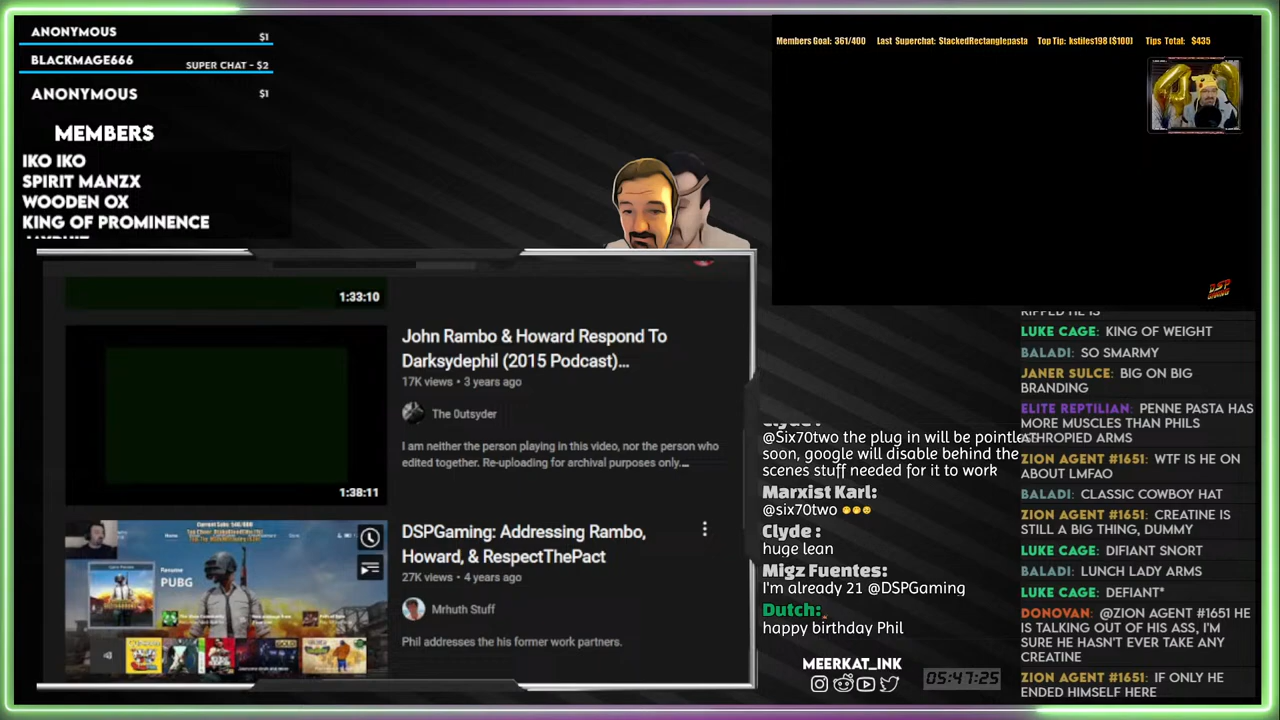 ANONYMOUS $1
BLACKMAGE666 SUPER CHAT - $2
ANONYMOUS $1
MEMBERS
IKO IKO
SPIRIT MANZX
WOODEN OX
KING OF PROMINENCE
Members Goal: 361/400 Last Superchat: StackedRectanglepasta Top Tip: kstiles198 ($100) Tips Total: $435
DSP
GAMING
1:33:10
John Rambo & Howard Respond To
Darksydephil (2015 Podcast)...
17K views • 3 years ago
The 0utsyder
I am neither the person playing in this video, nor the person who
edited together. Re-uploading for archival purposes only....
1:38:11
DSPGaming: Addressing Rambo,
Howard, & RespectThePact
27K views • 4 years ago
Mrhuth Stuff
Phil addresses the his former work partners.
PUBG
Clyde :
@Six70two the plug in will be pointless
soon, google will disable behind the
scenes stuff needed for it to work
Marxist Karl:
@six70two
Clyde :
huge lean
Migz Fuentes:
I'm already 21 @DSPGaming
Dutch:
happy birthday Phil
MEERKAT_INK
05:47:25
RIPPED HE IS
LUKE CAGE: KING OF WEIGHT
BALADI: SO SMARMY
JANER SULCE: BIG ON BIG
BRANDING
ELITE REPTILIAN: PENNE PASTA HAS
MORE MUSCLES THAN PHILS
ATHROPIED ARMS
ZION AGENT #1651: WTF IS HE ON
ABOUT LMFAO
BALADI: CLASSIC COWBOY HAT
ZION AGENT #1651: CREATINE IS
STILL A BIG THING, DUMMY
LUKE CAGE: DEFIANT SNORT
BALADI: LUNCH LADY ARMS
LUKE CAGE: DEFIANT*
DONOVAN: @ZION AGENT #1651 HE
IS TALKING OUT OF HIS ASS, I'M
SURE HE HASN'T EVER TAKE ANY
CREATINE
ZION AGENT #1651: IF ONLY HE
ENDED HIMSELF HERE